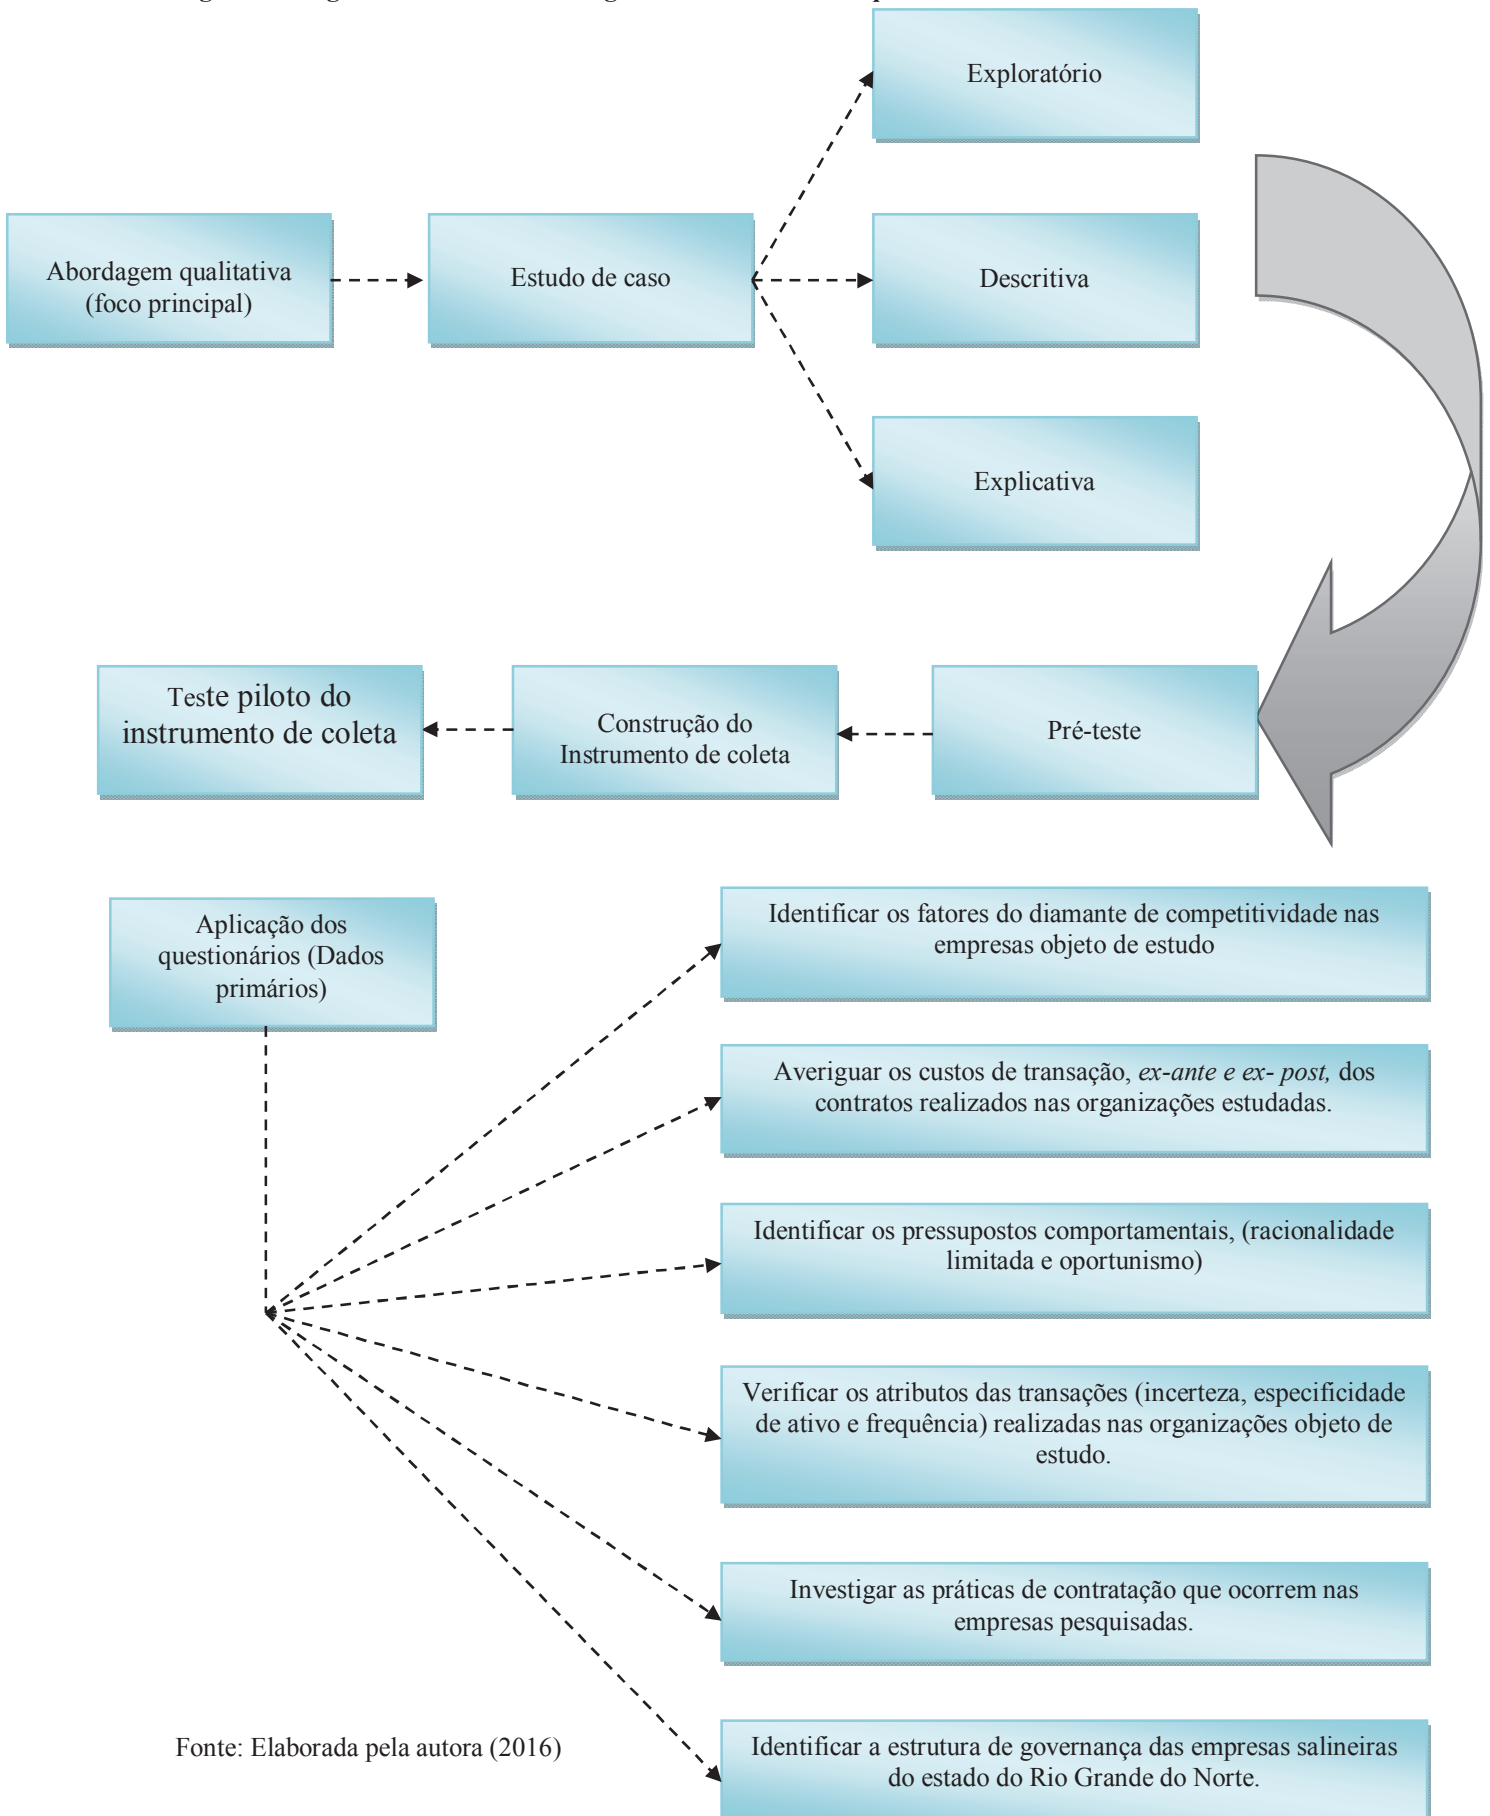 Exploratório
Abordagem qualitativa
(foco principal)
Estudo de caso
Descritiva
Explicativa
Teste piloto do
instrumento de coleta
Construção do
Instrumento de coleta
Pré-teste
Aplicação dos
questionários (Dados
primários)
Identificar os fatores do diamante de competitividade nas
empresas objeto de estudo
Averiguar os custos de transação, ex-ante e ex- post, dos
contratos realizados nas organizações estudadas.
Identificar os pressupostos comportamentais, (racionalidade
limitada e oportunismo)
Verificar os atributos das transações (incerteza, especificidade
de ativo e frequência) realizadas nas organizações objeto de
estudo.
Investigar as práticas de contratação que ocorrem nas
empresas pesquisadas.
Identificar a estrutura de governança das empresas salineiras
do estado do Rio Grande do Norte.
Fonte: Elaborada pela autora (2016)